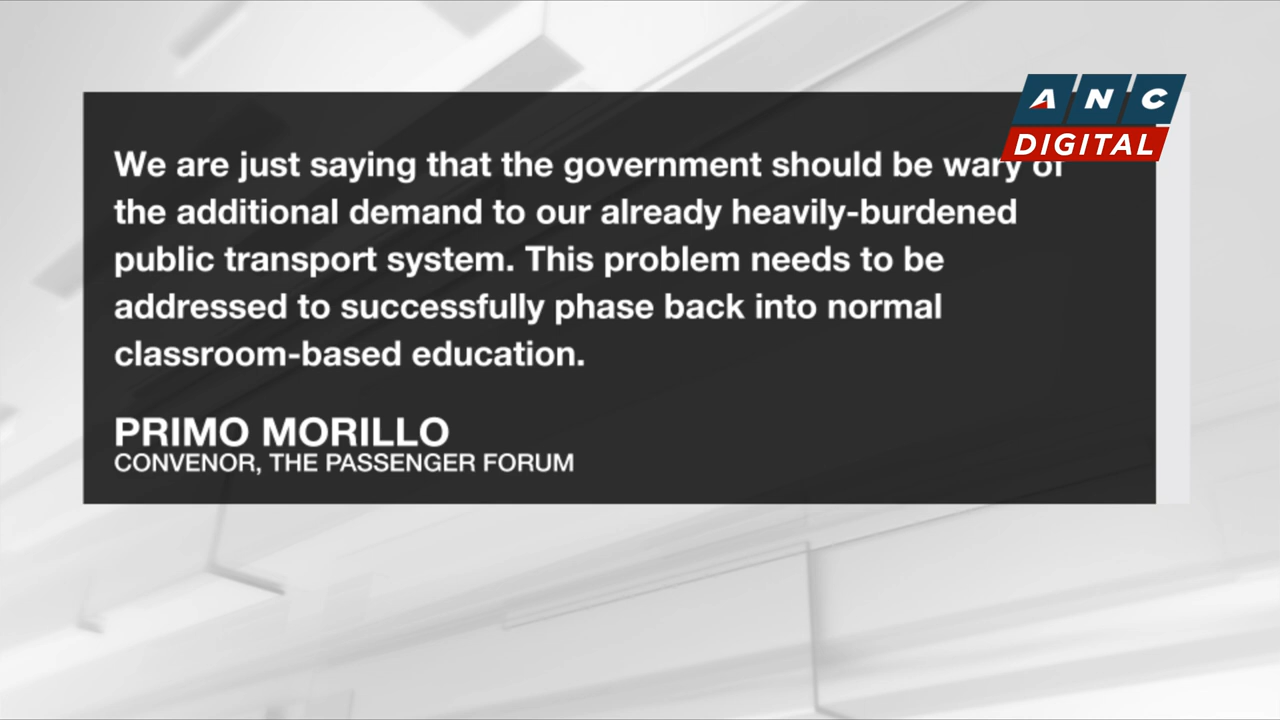 ANC
DIGITAL
We are just saying that the government should be wary of
the additional demand to our already heavily-burdened
public transport system. This problem needs to be
addressed to successfully phase back into normal
classroom-based education.
PRIMO MORILLO
CONVENOR, THE PASSENGER FORUM